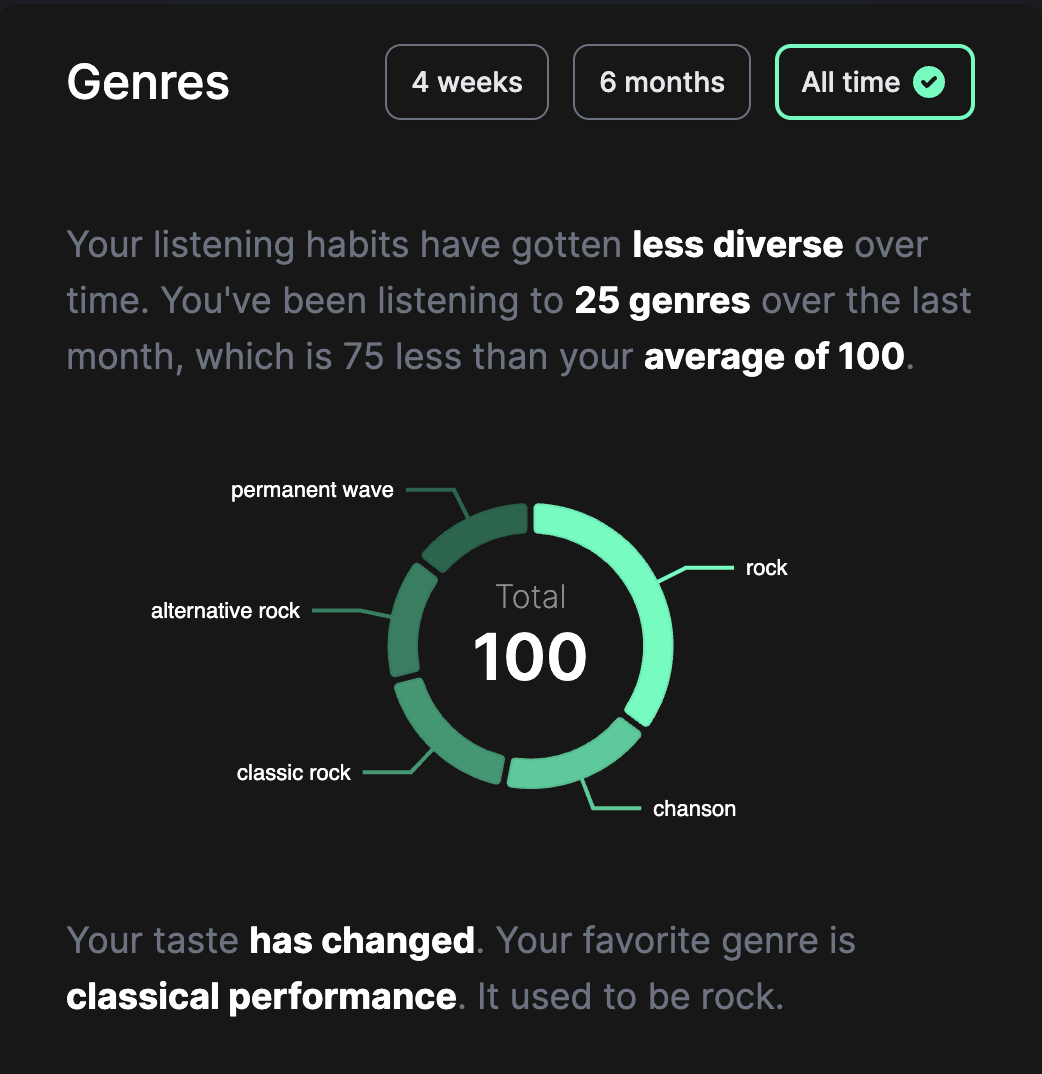 Genres
4 weeks
6 months
All time
Your listening habits have gotten less diverse over
time. You've been listening to 25 genres over the last
month, which is 75 less than your average of 100.
permanent wave
rock
Total
alternative rock
100
classic rock
chanson
Your taste has changed. Your favorite genre is
classical performance. It used to be rock.